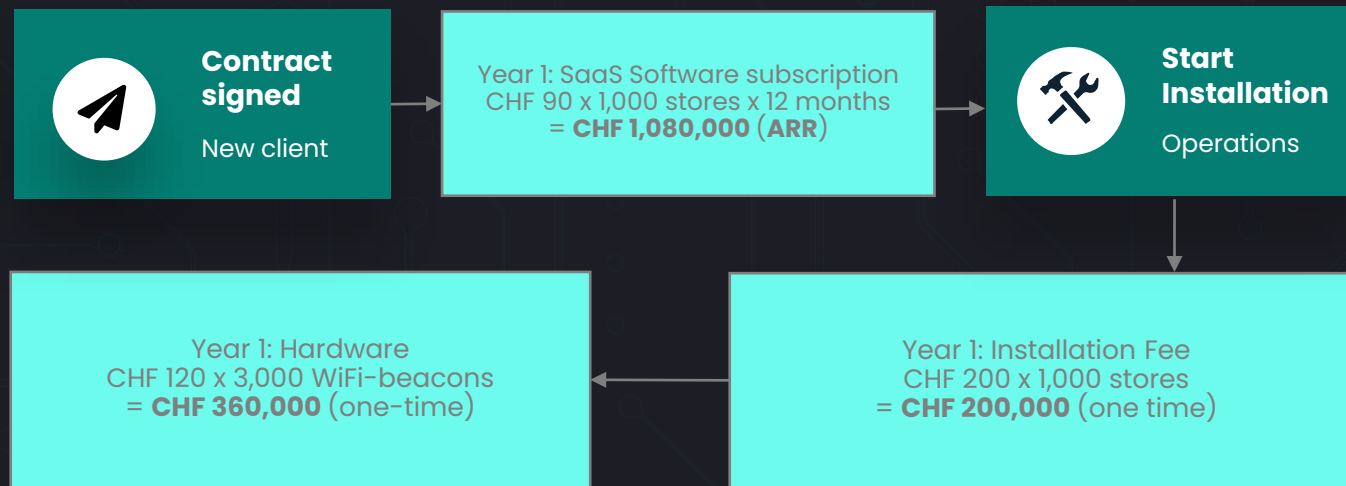 Contract
signed
New client
Year 1: SaaS Software subscription
CHF 90 x 1,000 stores x 12 months
= CHF 1,080,000 (ARR)
Start
Installation
Operations
Year 1: Hardware
CHF 120 x 3,000 WiFi-beacons
= CHF 360,000 (one-time)
Year 1: Installation Fee
CHF 200 x 1,000 stores
= CHF 200,000 (one time)